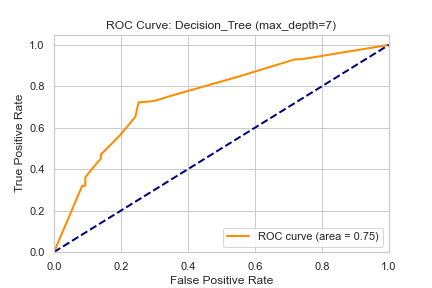 ROC Curve: Decision_Tree (max_depth=7)
True Positive Rate
1.0
0.8
0.6
0.4
0.2
0.0
0.0 0.2 0.4 0.6 0.8 1.0
ROC curve (area = 0.75)
False Positive Rate